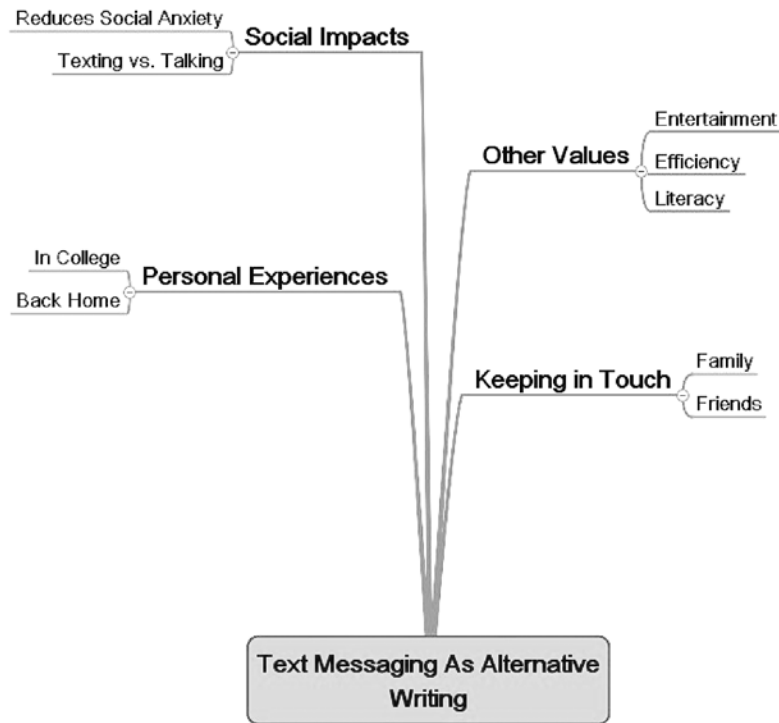 Reduces Social Anxiety
Social Impacts
Texting vs. Talking
Entertainment
Other Values
Efficiency
Literacy
In College
Personal Experiences
Back Home
Family
Keeping in Touch
Friends
Text Messaging As Alternative
Writing